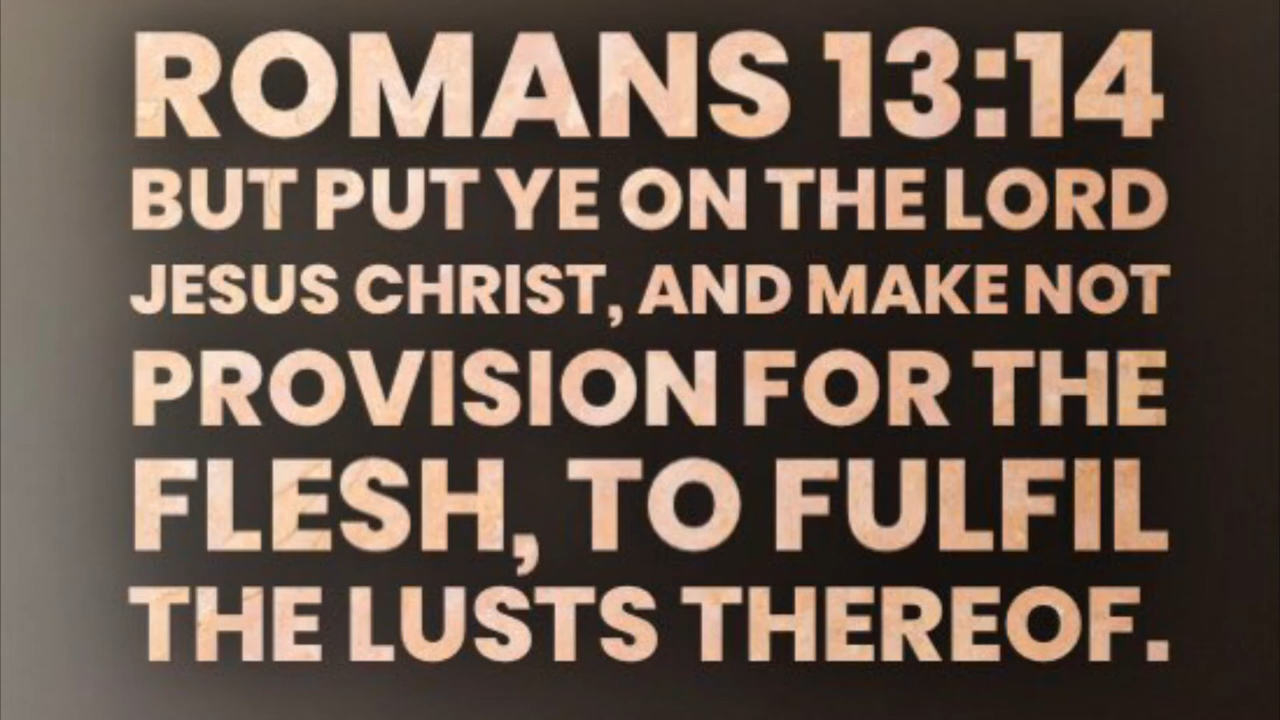 ROMANS 13:14
BUT PUT YE ON THE LORD
JESUS CHRIST, AND MAKE NOT
PROVISION FOR THE
FLESH, TO FULFIL
THE LUSTS THEREOF.